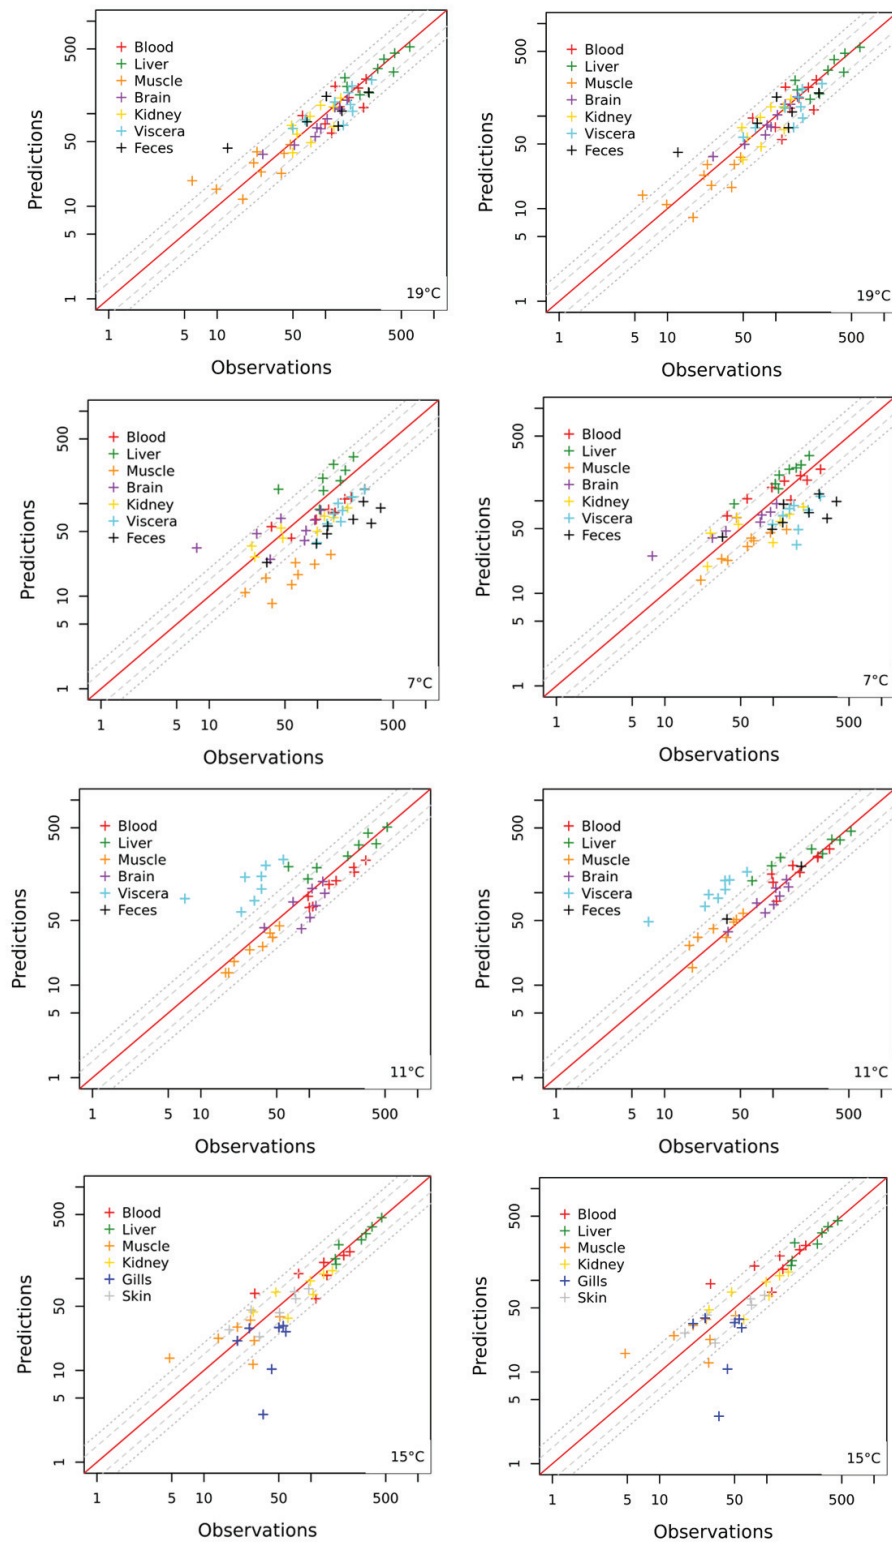 Predictions
500
50
10
5
1
Blood
Liver
Muscle
Brain
Kidney
Viscera
Feces
19°C
1 5 10 50 500
Observations
Predictions
500
50
10
5
1
Blood
Liver
Muscle
Brain
Kidney
Viscera
Feces
19°C
1 5 10 50 500
Observations
Predictions
500
50
10
5
1
Blood
Liver
Muscle
Brain
Kidney
Viscera
Feces
7°C
1 5 10 50 500
Observations
Predictions
500
50
10
5
1
Blood
Liver
Muscle
Brain
Kidney
Viscera
Feces
7°C
1 5 10 50 500
Observations
Predictions
500
50
10
5
1
Blood
Liver
Muscle
Brain
Viscera
Feces
11°C
1 5 10 50 500
Observations
Predictions
500
50
10
5
1
Blood
Liver
Muscle
Brain
Viscera
Feces
11°C
1 5 10 50 500
Observations
Predictions
500
50
10
5
1
Blood
Liver
Muscle
Kidney
Gills
Skin
15°C
1 5 10 50 500
Observations
Predictions
500
50
10
5
1
Blood
Liver
Muscle
Kidney
Gills
Skin
15°C
1 5 10 50 500
Observations